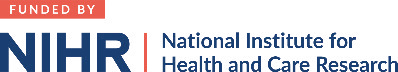 FUNDED BY
NIHR
National Institute for
Health and Care Research